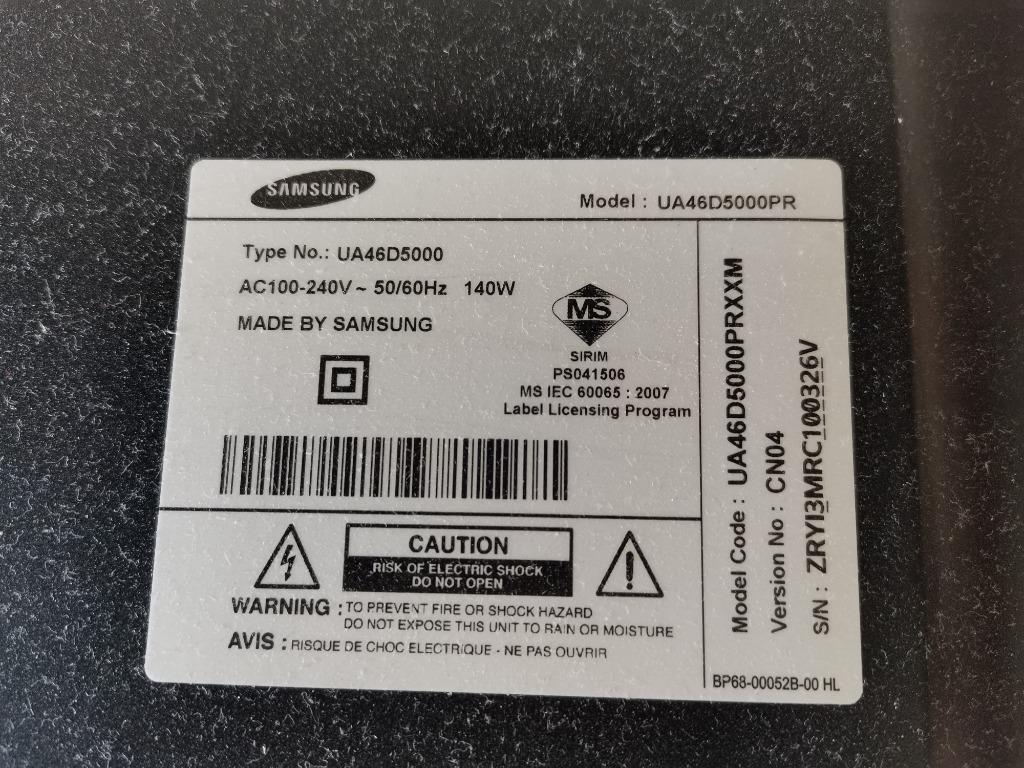 SAMSUNG
Model : UA46D5000PR
Type No.: UA46D5000
AC100-240V ~ 50/60Hz 140W
MADE BY SAMSUNG
MS
SIRIM
PS041506
MS IEC 60065 : 2007
Label Licensing Program
CAUTION
RISK OF ELECTRIC SHOCK
DO NOT OPEN
WARNING : TO PREVENT FIRE OR SHOCK HAZARD
DO NOT EXPOSE THIS UNIT TO RAIN OR MOISTURE
AVIS : RISQUE DE CHOC ELECTRIQUE - NE PAS OUVRIR
Model Code : UA46D5000PRXXM
Version No : CN04
S/N : ZRYI3MRC100326V
BP68-00052B-00 HL